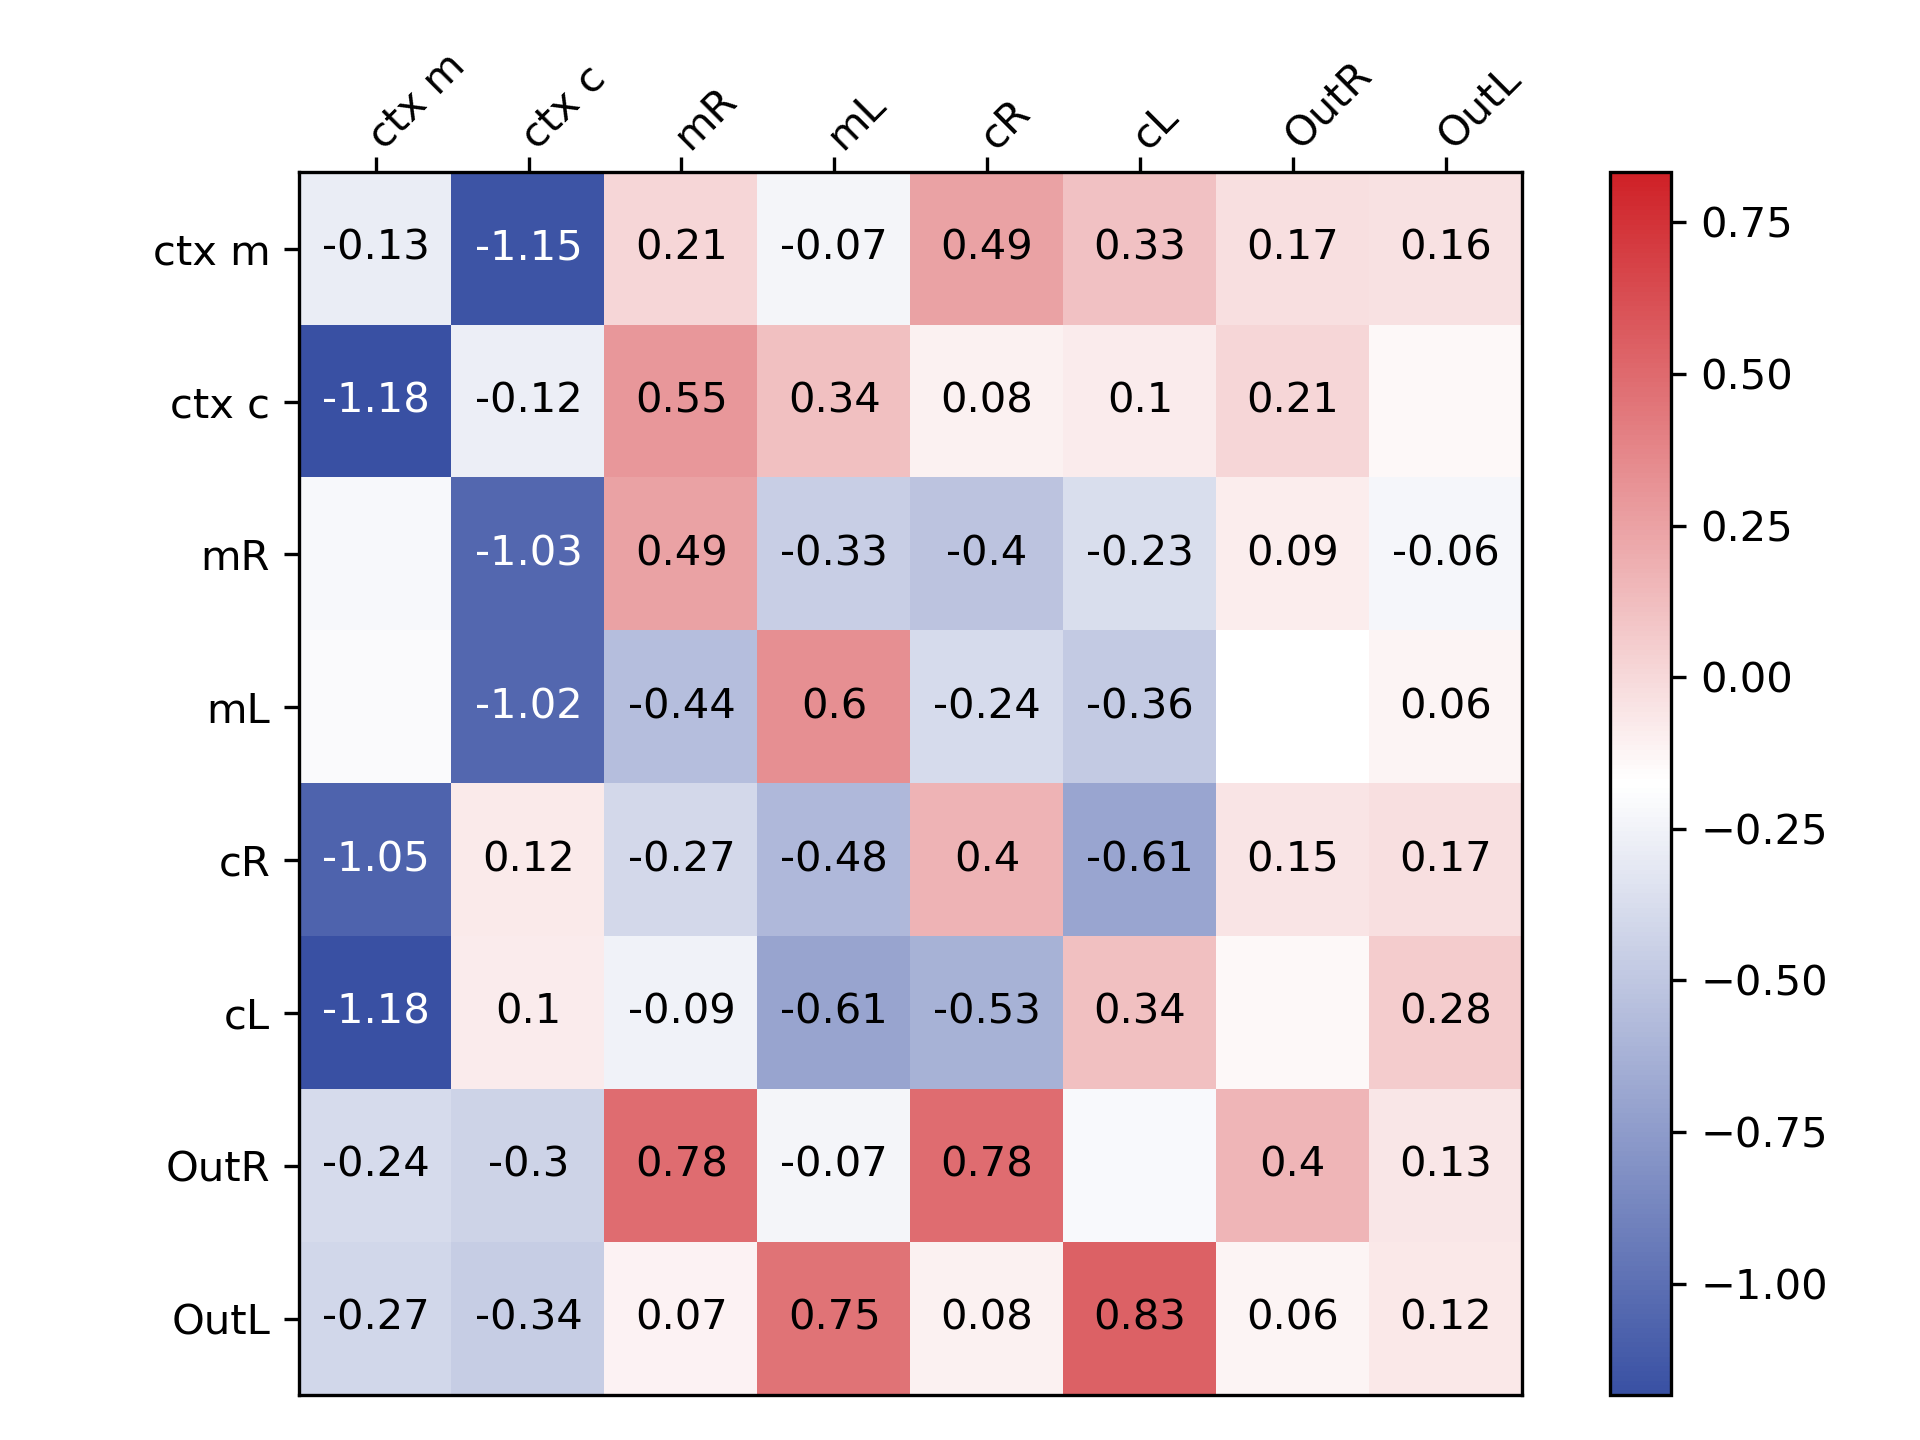 ctx m ctx c mR mL cR cL OutR OutL
ctx m -0.13 -1.15 0.21 -0.07 0.49 0.33 0.17 0.16
ctx c -1.18 -0.12 0.55 0.34 0.08 0.1 0.21
mR -1.03 0.49 -0.33 -0.4 -0.23 0.09 -0.06
mL -1.02 -0.44 0.6 -0.24 -0.36 0.06
cR -1.05 0.12 -0.27 -0.48 0.4 -0.61 0.15 0.17
cL -1.18 0.1 -0.09 -0.61 -0.53 0.34 0.28
OutR -0.24 -0.3 0.78 -0.07 0.78 0.4 0.13
OutL -0.27 -0.34 0.07 0.75 0.08 0.83 0.06 0.12
0.75
0.50
0.25
0.00
−0.25
−0.50
−0.75
−1.00